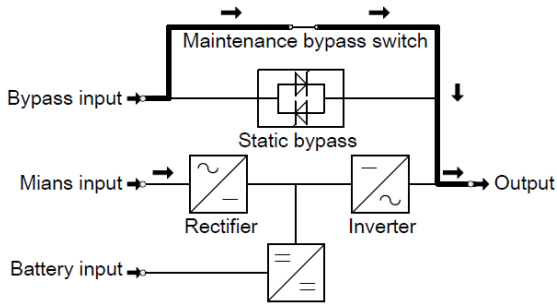 Maintenance bypass switch
Bypass input
Static bypass
Mians input
Output
Rectifier
Inverter
Battery input